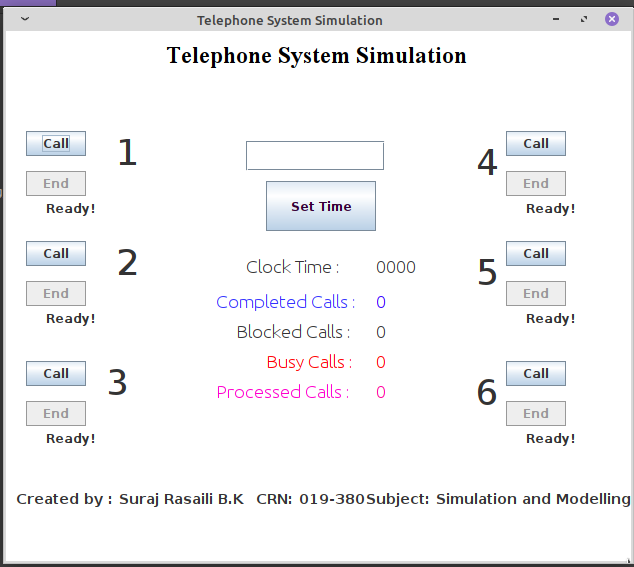 Telephone System Simulation
Telephone System Simulation
Call
1
End
Ready!
4
Call
End
Ready!
Set Time
Call
2
End
Ready!
5
Call
End
Ready!
Clock Time : 0000
Completed Calls : 0
Blocked Calls : 0
Busy Calls : 0
Processed Calls : 0
Call
3
End
Ready!
6
Call
End
Ready!
Created by : Suraj Rasaili B.K CRN: 019-380Subject: Simulation and Modelling